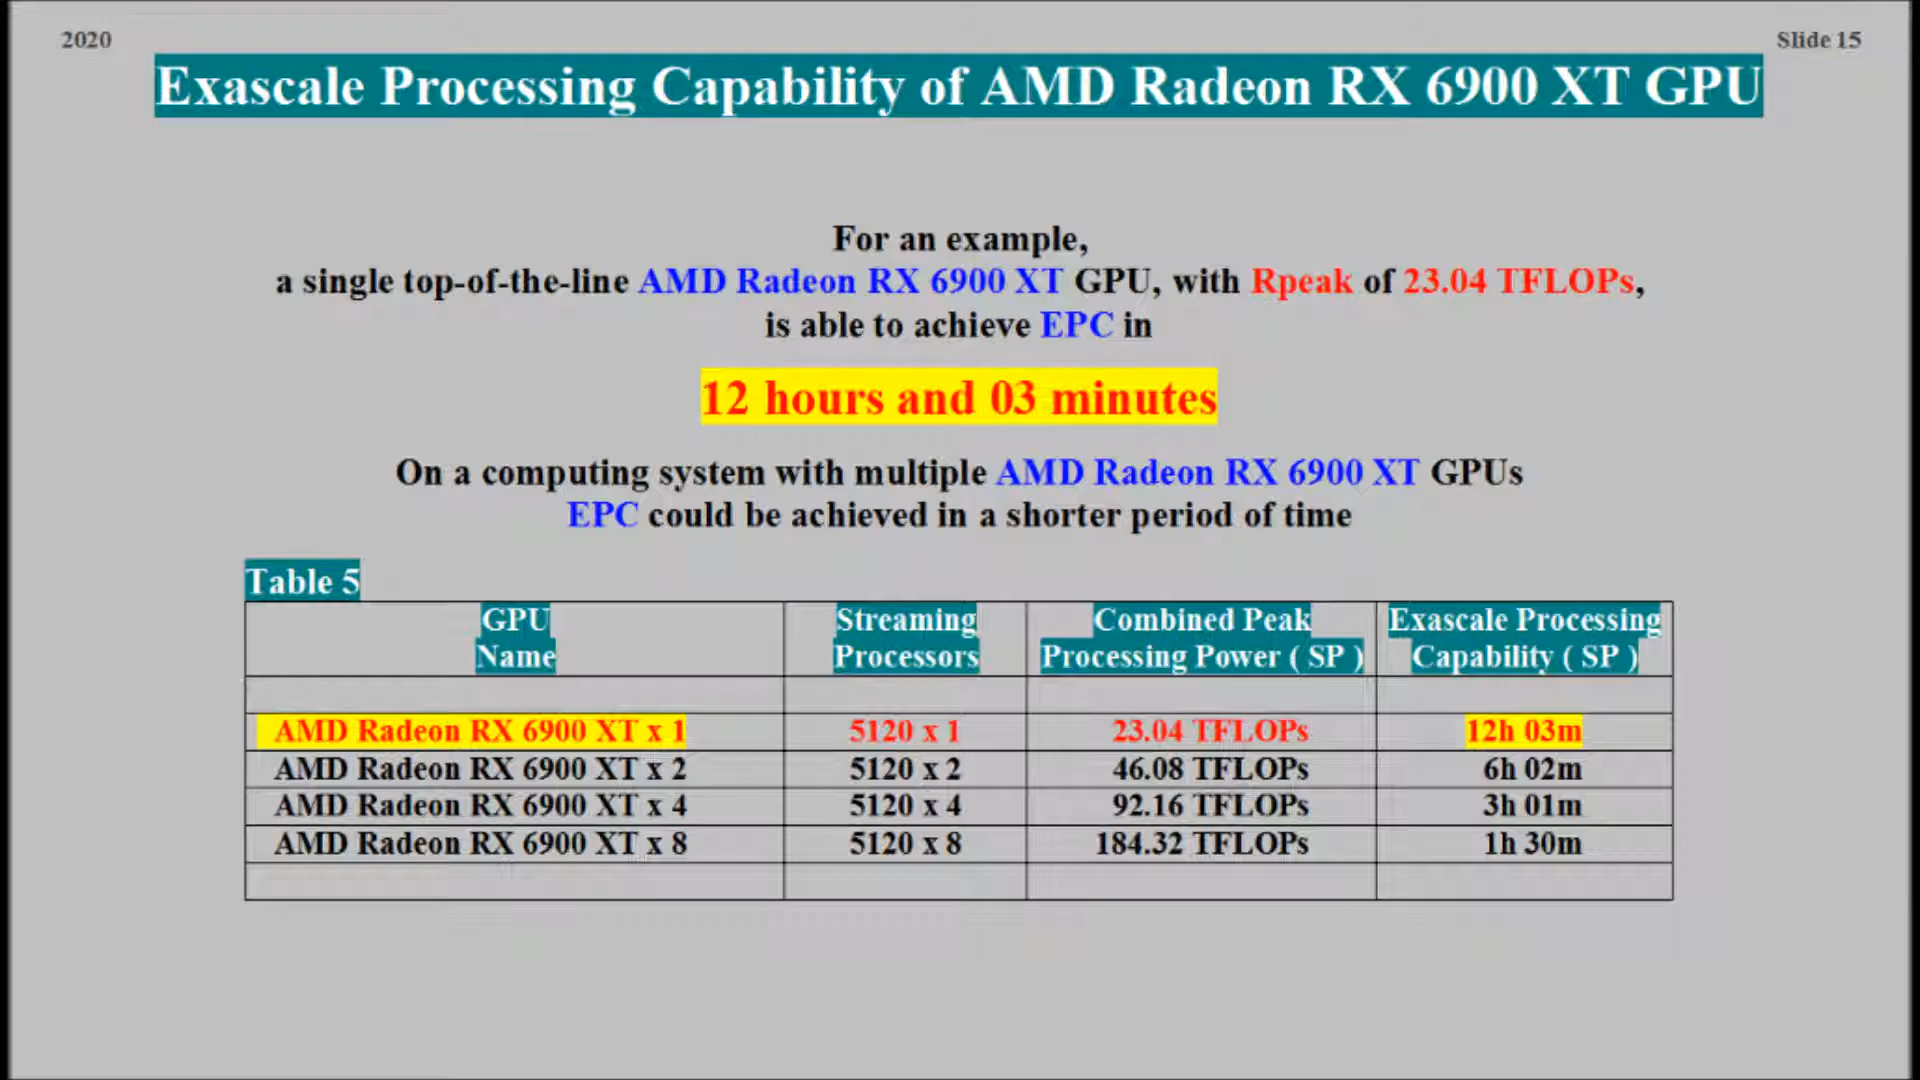 2020
Slide 15
Exascale Processing Capability of AMD Radeon RX 6900 XT GPU
For an example,
a single top-of-the-line AMD Radeon RX 6900 XT GPU, with Rpeak of 23.04 TFLOPs,
is able to achieve EPC in
12 hours and 03 minutes
On a computing system with multiple AMD Radeon RX 6900 XT GPUs
EPC could be achieved in a shorter period of time
Table 5
GPU Name
Streaming Processors
Combined Peak Processing Power ( SP )
Exascale Processing Capability ( SP )
AMD Radeon RX 6900 XT x 1 5120 x 1 23.04 TFLOPs 12h 03m
AMD Radeon RX 6900 XT x 2 5120 x 2 46.08 TFLOPs 6h 02m
AMD Radeon RX 6900 XT x 4 5120 x 4 92.16 TFLOPs 3h 01m
AMD Radeon RX 6900 XT x 8 5120 x 8 184.32 TFLOPs 1h 30m